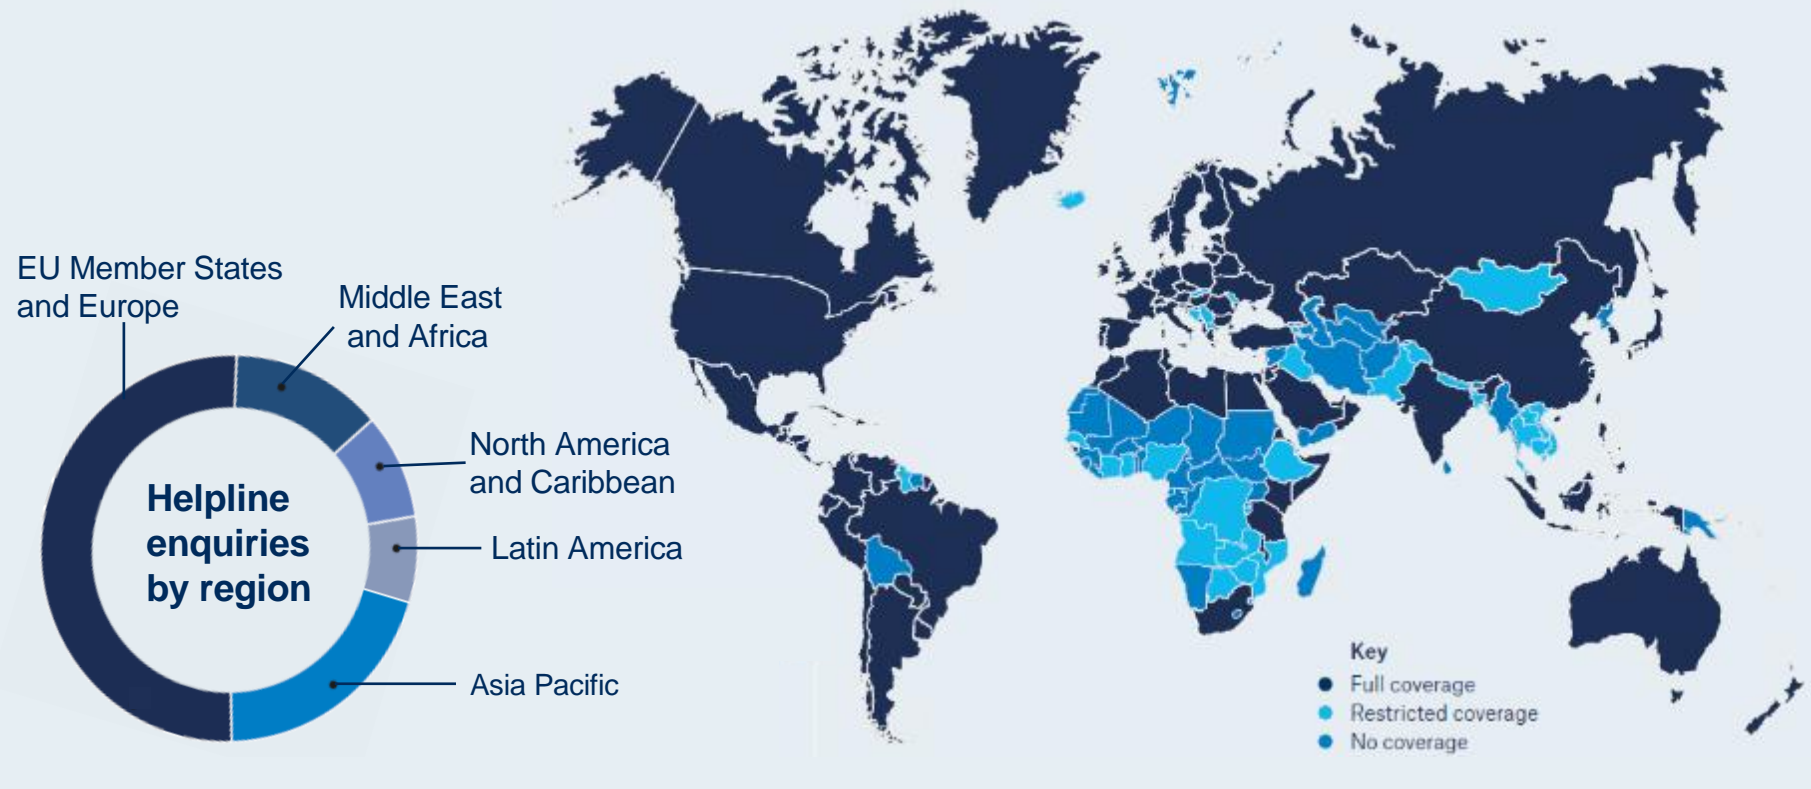 EU Member States
and Europe
Middle East
and Africa
North America
and Caribbean
Latin America
Asia Pacific
Helpline
enquiries
by region
Key
Full coverage
Restricted coverage
No coverage